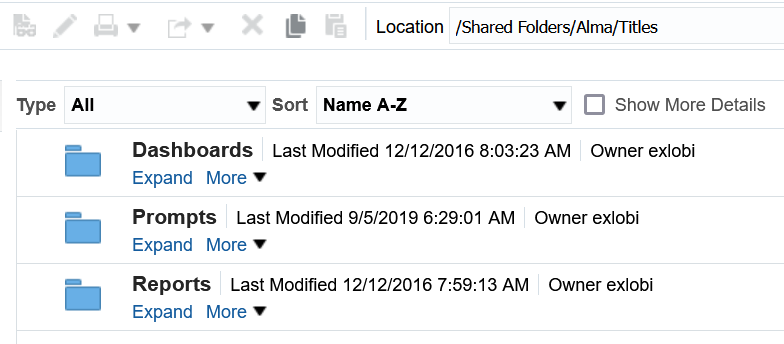 Location /Shared Folders/Alma/Titles
Type All Sort Name A-Z Show More Details
Dashboards Last Modified 12/12/2016 8:03:23 AM Owner exlobi
Expand More
Prompts Last Modified 9/5/2019 6:29:01 AM Owner exlobi
Expand More
Reports Last Modified 12/12/2016 7:59:13 AM Owner exlobi
Expand More